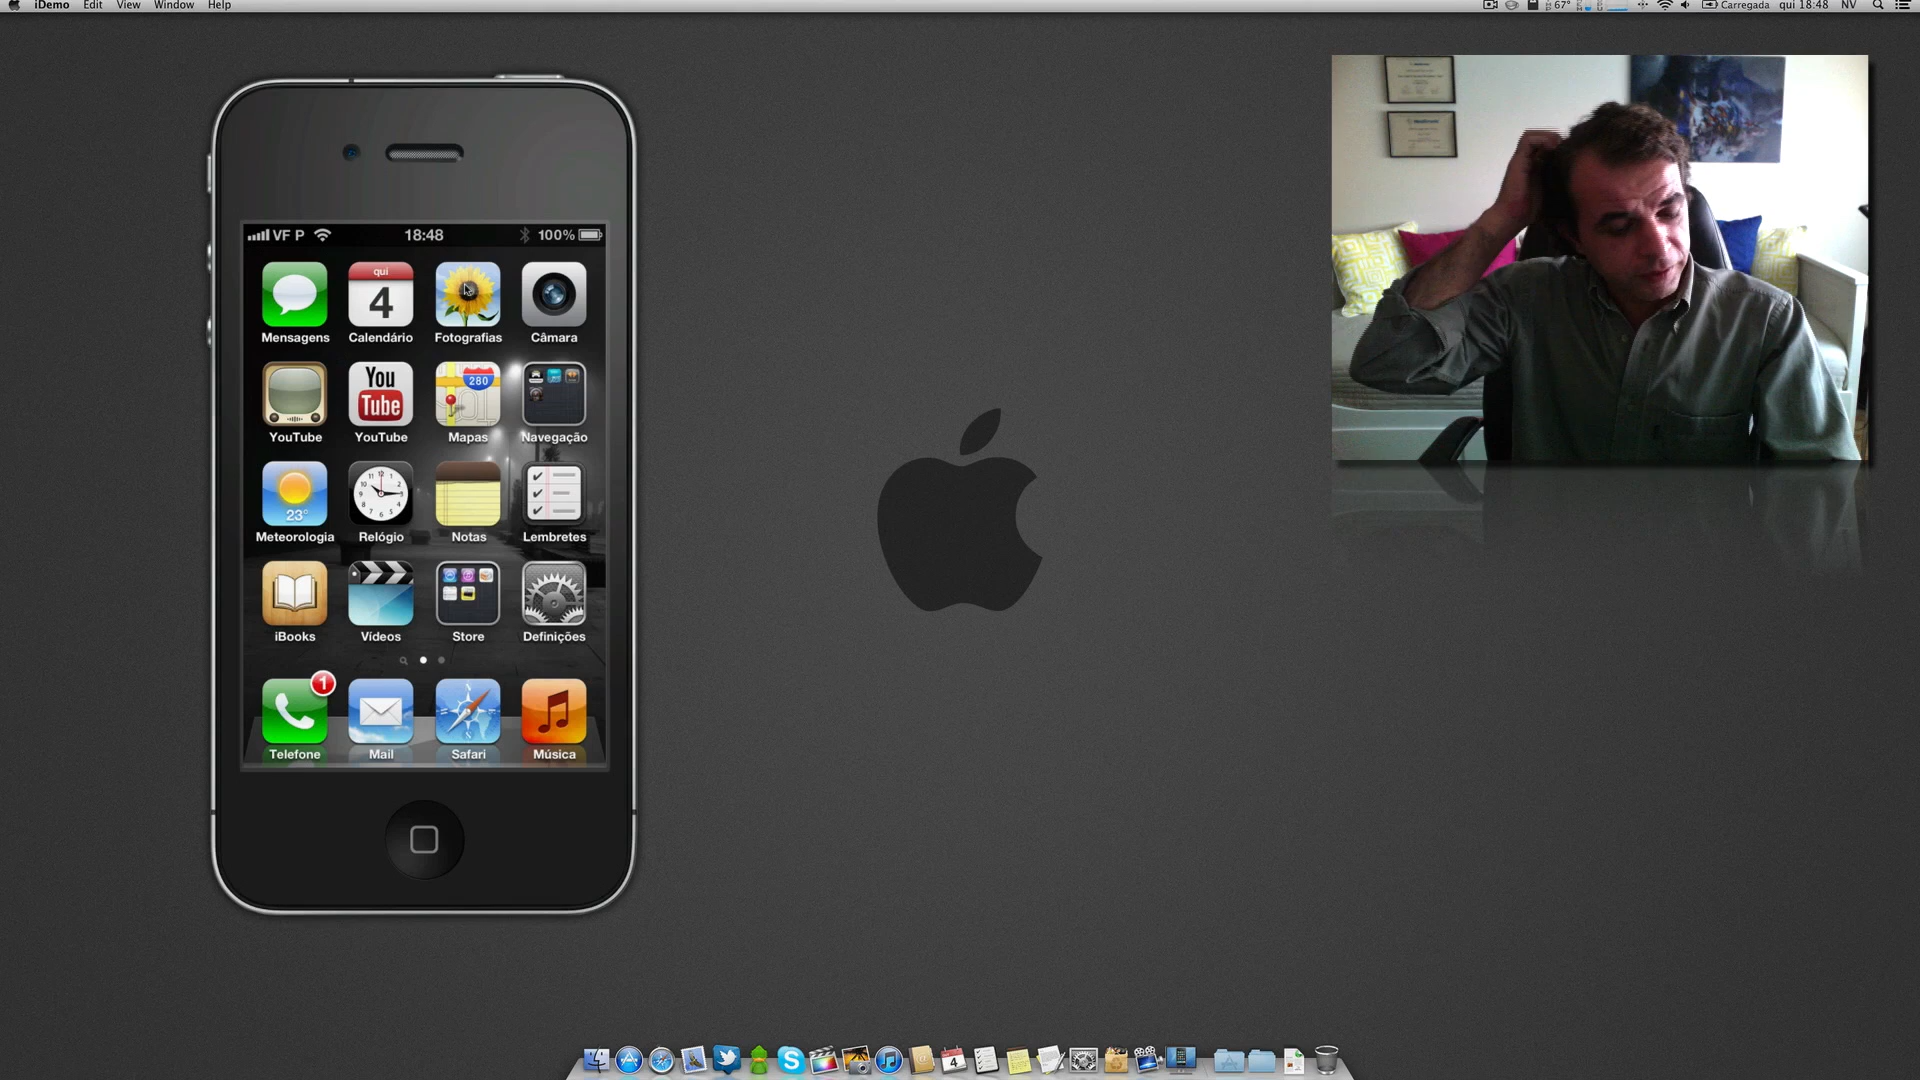 iDemo Edit View Window Help
67° Carregada qui 18:48 NV
VF P 18:48 100%
qui
4
Mensagens Calendário Fotografias Câmara
You
Tube
280
YouTube YouTube Mapas Navegação
23°
Meteorologia Relógio Notas Lembretes
iBooks Vídeos Store Definições
1
Telefone Mail Safari Música
4